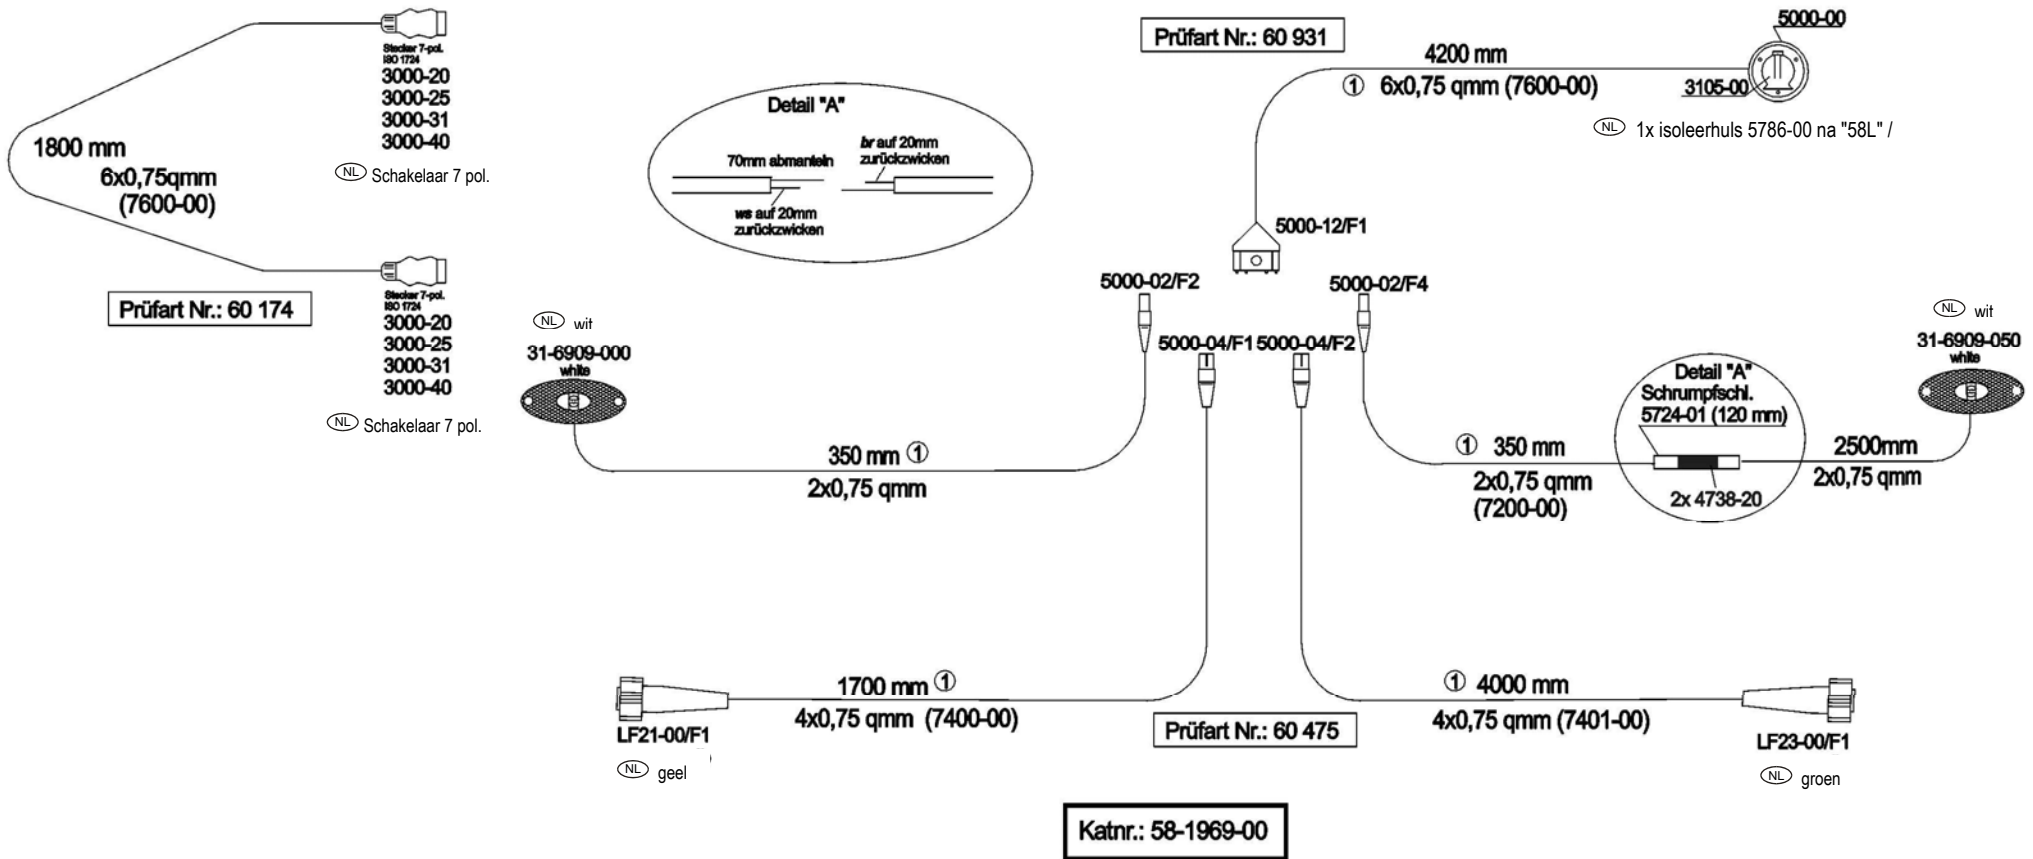 Stecker 7-pol.
ISO 1724
3000-20
3000-25
3000-31
3000-40
NL Schakelaar 7 pol.
1800 mm
6x0,75qmm
(7600-00)
Stecker 7-pol.
ISO 1724
3000-20
3000-25
3000-31
3000-40
NL Schakelaar 7 pol.
Prüfart Nr.: 60 174
Detail "A"
70mm abmanteln
br auf 20mm
zurückzwicken
ws auf 20mm
zurückzwicken
Prüfart Nr.: 60 931
4200 mm
① 6x0,75 qmm (7600-00)
5000-00
3105-00
NL 1x isoleerhuls 5786-00 na "58L" /
5000-12/F1
5000-02/F2
5000-02/F4
5000-04/F1
5000-04/F2
NL wit
31-6909-000
white
350 mm ①
2x0,75 qmm
① 350 mm
2x0,75 qmm
(7200-00)
Detail "A"
Schrumpfschl.
5724-01 (120 mm)
2x 4738-20
2500mm
2x0,75 qmm
NL wit
31-6909-050
white
1700 mm ①
4x0,75 qmm (7400-00)
LF21-00/F1
NL geel
Prüfart Nr.: 60 475
① 4000 mm
4x0,75 qmm (7401-00)
LF23-00/F1
NL groen
Katnr.: 58-1969-00